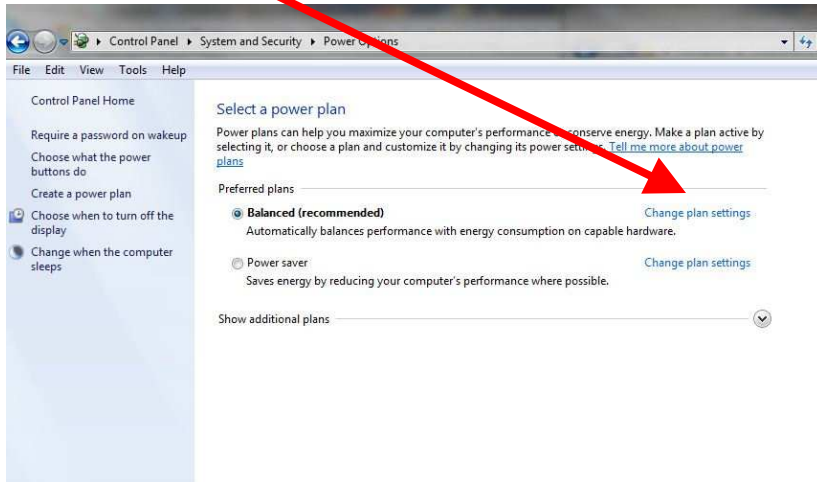 Control Panel ▸ System and Security ▸ Power Options
File Edit View Tools Help
Control Panel Home
Require a password on wakeup
Choose what the power
buttons do
Create a power plan
Choose when to turn off the
display
Change when the computer
sleeps
Select a power plan
Power plans can help you maximize your computer's performance conserve energy. Make a plan active by
selecting it, or choose a plan and customize it by changing its power settings. Tell me more about power
plans
Preferred plans
Balanced (recommended) Change plan settings
Automatically balances performance with energy consumption on capable hardware.
Power saver Change plan settings
Saves energy by reducing your computer's performance where possible.
Show additional plans